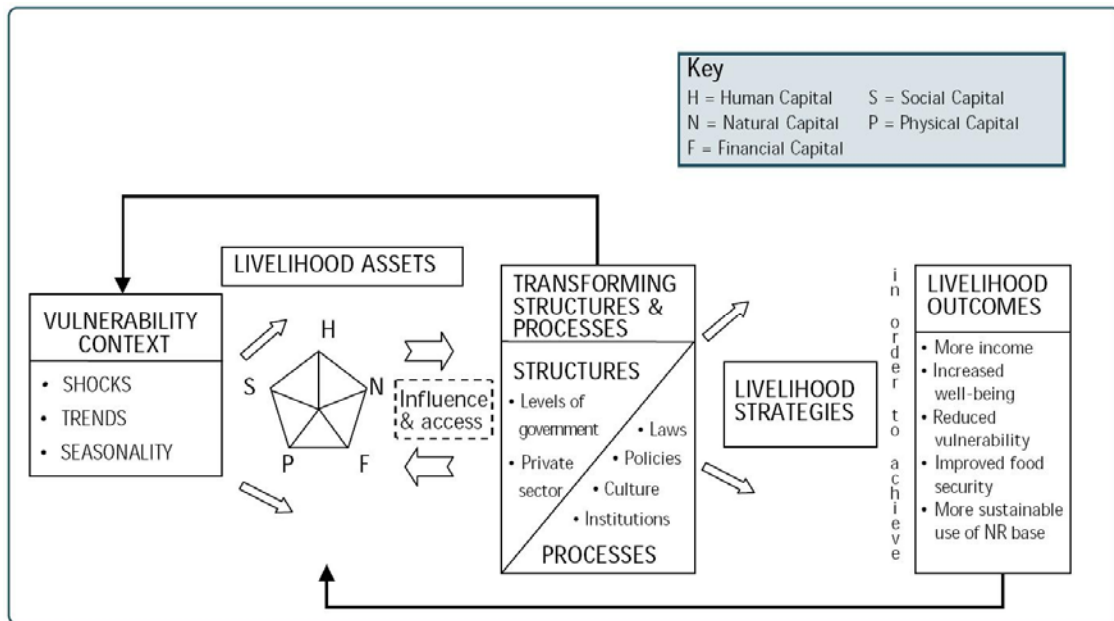 Key
H = Human Capital S = Social Capital
N = Natural Capital P = Physical Capital
F = Financial Capital
LIVELIHOOD ASSETS
VULNERABILITY
CONTEXT
• SHOCKS
• TRENDS
• SEASONALITY
H
S
N
P
F
Influence
& access
TRANSFORMING
STRUCTURES &
PROCESSES
STRUCTURES
• Levels of
government
• Private
sector
• Laws
• Policies
• Culture
• Institutions
PROCESSES
LIVELIHOOD
STRATEGIES
in order to achieve
LIVELIHOOD
OUTCOMES
• More income
• Increased
well-being
• Reduced
vulnerability
• Improved food
security
• More sustainable
use of NR base